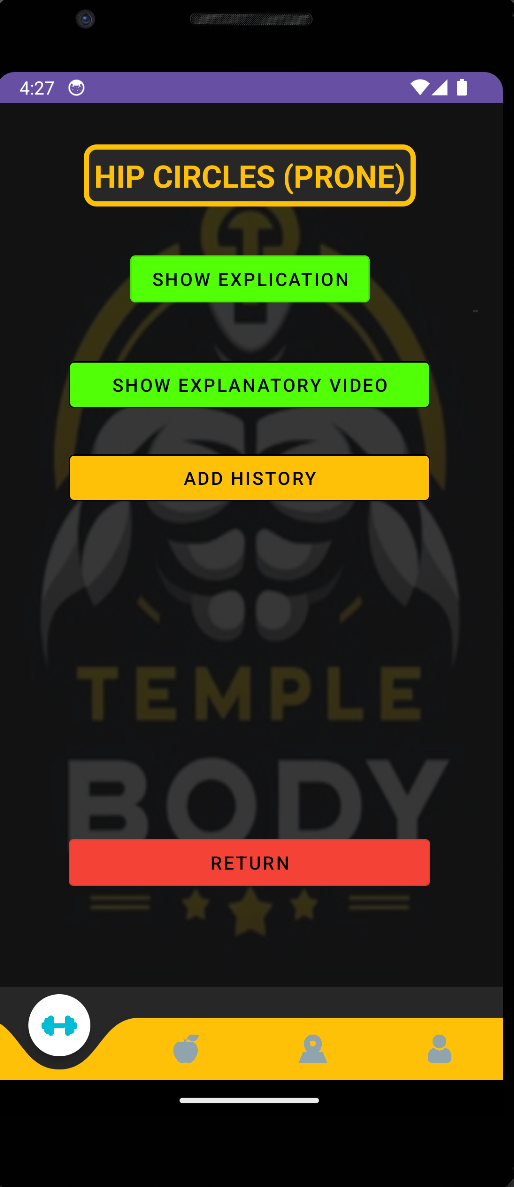 4:27
HIP CIRCLES (PRONE)
SHOW EXPLICATION
SHOW EXPLANATORY VIDEO
ADD HISTORY
TEMPLE
BODY
RETURN